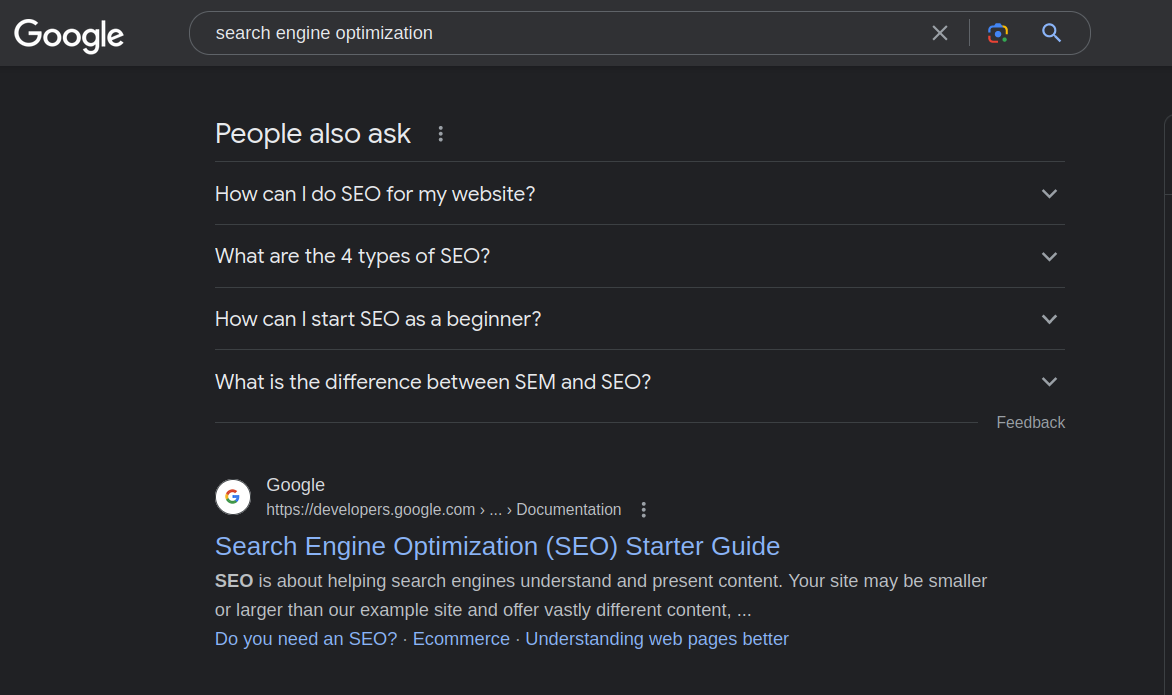 Google
search engine optimization
People also ask
How can I do SEO for my website?
What are the 4 types of SEO?
How can I start SEO as a beginner?
What is the difference between SEM and SEO?
Feedback
G
Google
https://developers.google.com › ... › Documentation
Search Engine Optimization (SEO) Starter Guide
SEO is about helping search engines understand and present content. Your site may be smaller
or larger than our example site and offer vastly different content, ...
Do you need an SEO? · Ecommerce · Understanding web pages better